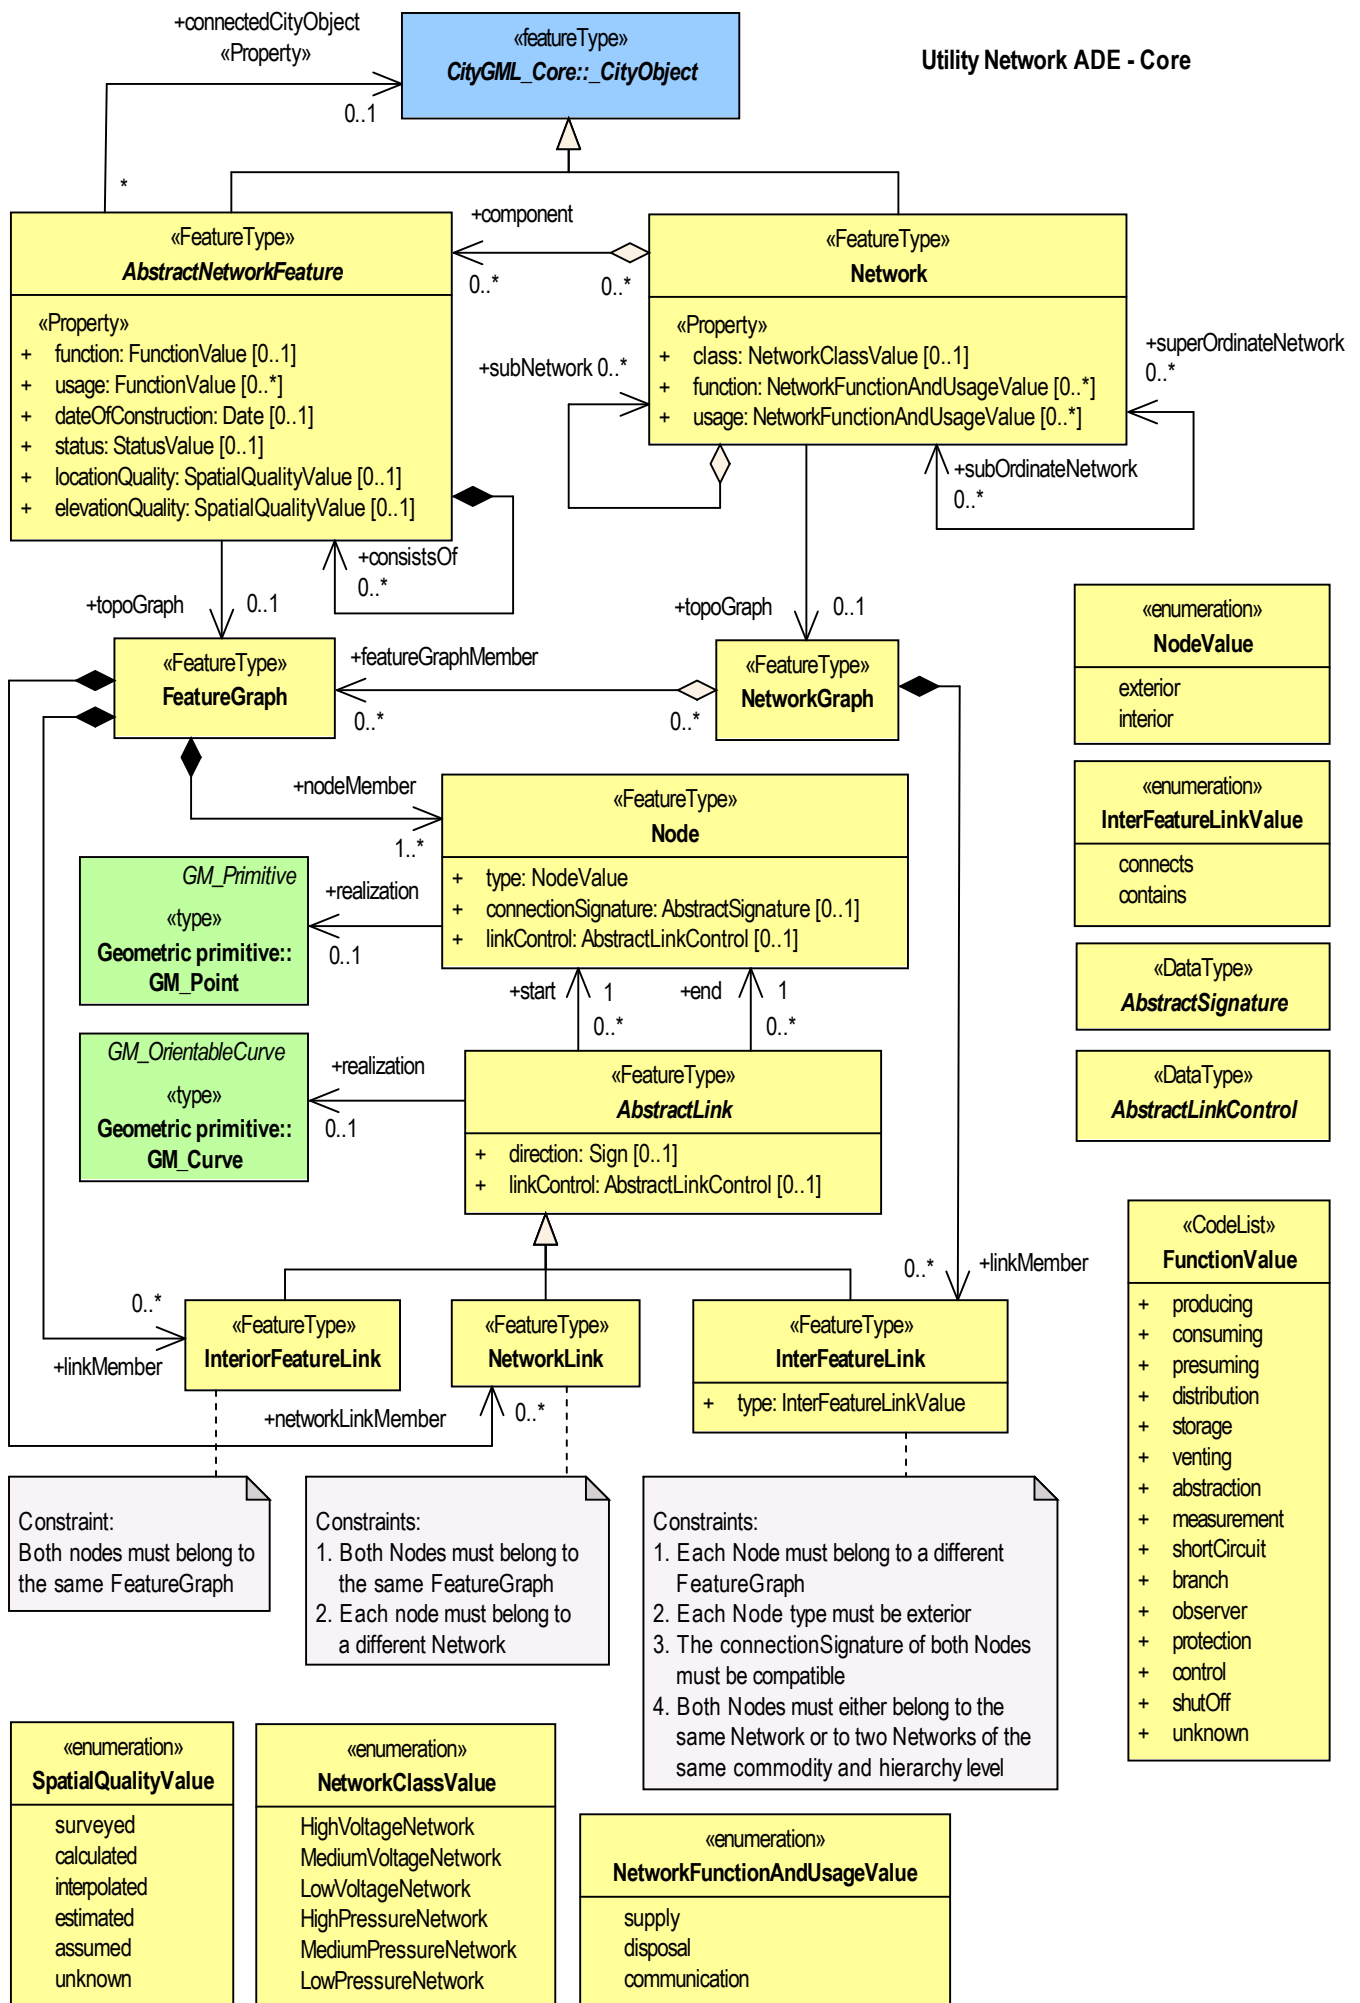 +connectedCityObject
«Property»
0..1
*
«featureType»
CityGML_Core::_CityObject
Utility Network ADE - Core
«FeatureType»
AbstractNetworkFeature
«Property»
+ function: FunctionValue [0..1]
+ usage: FunctionValue [0..*]
+ dateOfConstruction: Date [0..1]
+ status: StatusValue [0..1]
+ locationQuality: SpatialQualityValue [0..1]
+ elevationQuality: SpatialQualityValue [0..1]
+component
0..*
0..*
«FeatureType»
Network
«Property»
+ class: NetworkClassValue [0..1]
+ function: NetworkFunctionAndUsageValue [0..*]
+ usage: NetworkFunctionAndUsageValue [0..*]
+subNetwork 0..*
+superOrdinateNetwork
0..*
+subOrdinateNetwork
0..*
+consistsOf
0..*
+topoGraph
0..1
+topoGraph
0..1
«FeatureType»
FeatureGraph
+featureGraphMember
0..*
0..*
«FeatureType»
NetworkGraph
«enumeration»
NodeValue
exterior
interior
+nodeMember
1..*
«FeatureType»
Node
+ type: NodeValue
+ connectionSignature: AbstractSignature [0..1]
+ linkControl: AbstractLinkControl [0..1]
«enumeration»
InterFeatureLinkValue
connects
contains
GM_Primitive
«type»
Geometric primitive::
GM_Point
+realization
0..1
«DataType»
AbstractSignature
+start
1
0..*
+end
1
0..*
GM_OrientableCurve
«type»
Geometric primitive::
GM_Curve
+realization
0..1
«FeatureType»
AbstractLink
+ direction: Sign [0..1]
+ linkControl: AbstractLinkControl [0..1]
«DataType»
AbstractLinkControl
«CodeList»
FunctionValue
+ producing
+ consuming
+ presuming
+ distribution
+ storage
+ venting
+ abstraction
+ measurement
+ shortCircuit
+ branch
+ observer
+ protection
+ control
+ shutOff
+ unknown
0..*
+linkMember
0..*
+linkMember
«FeatureType»
InteriorFeatureLink
«FeatureType»
NetworkLink
+networkLinkMember
0..*
«FeatureType»
InterFeatureLink
+ type: InterFeatureLinkValue
Constraint:
Both nodes must belong to
the same FeatureGraph
Constraints:
1. Both Nodes must belong to
the same FeatureGraph
2. Each node must belong to
a different Network
Constraints:
1. Each Node must belong to a different
FeatureGraph
2. Each Node type must be exterior
3. The connectionSignature of both Nodes
must be compatible
4. Both Nodes must either belong to the
same Network or to two Networks of the
same commodity and hierarchy level
«enumeration»
SpatialQualityValue
surveyed
calculated
interpolated
estimated
assumed
unknown
«enumeration»
NetworkClassValue
HighVoltageNetwork
MediumVoltageNetwork
LowVoltageNetwork
HighPressureNetwork
MediumPressureNetwork
LowPressureNetwork
«enumeration»
NetworkFunctionAndUsageValue
supply
disposal
communication